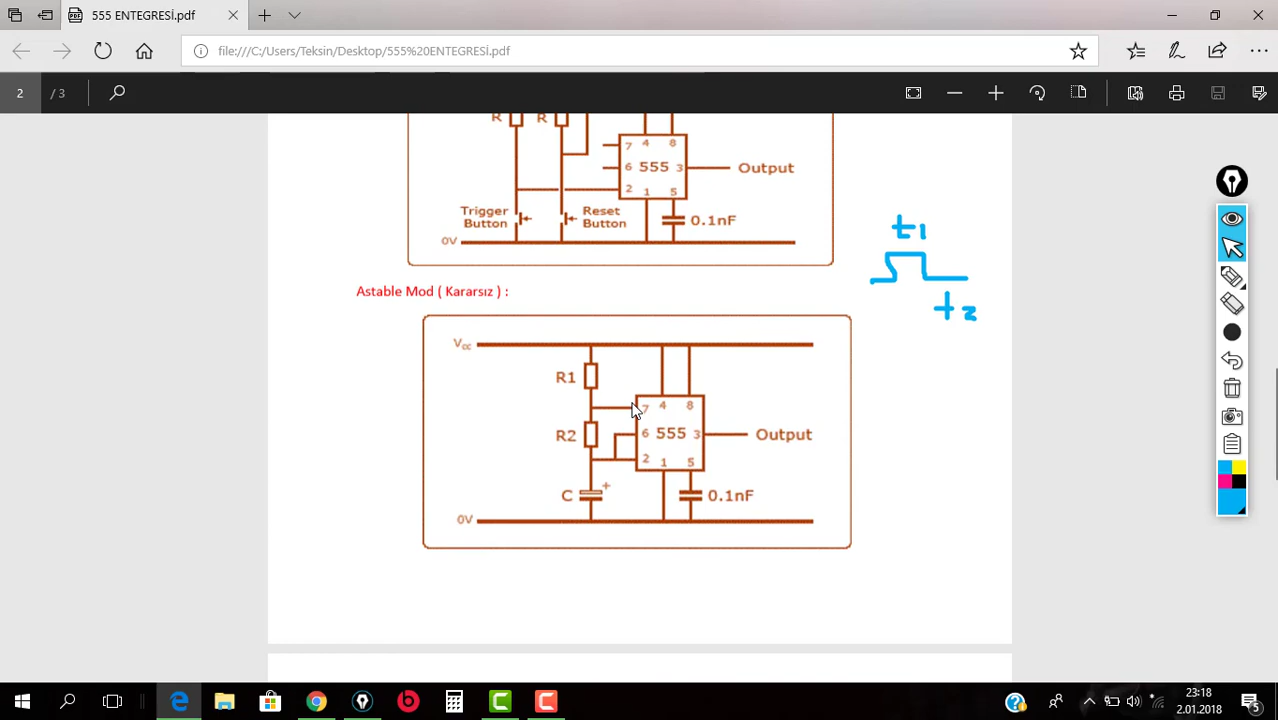 555 ENTEGRESİ.pdf
file:///C:/Users/Teksin/Desktop/555%20ENTEGRESİ.pdf
2 / 3
R R
7 4 8
6 555 3 Output
2 1 5
Trigger Button
Reset Button
0.1nF
0V
t1
t2
Astable Mod ( Kararsız ) :
Vcc
R1
7 4 8
R2 6 555 3 Output
2 1 5
C + 0.1nF
0V
23:18
2.01.2018
5